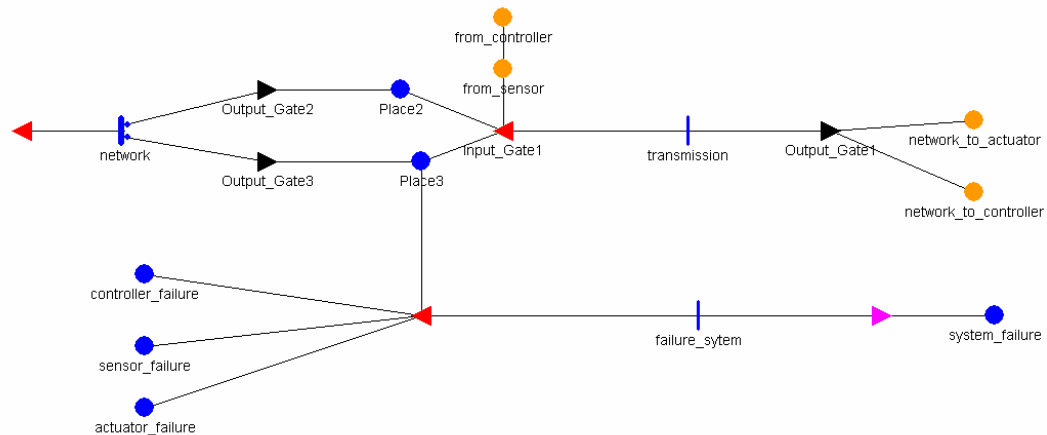 from_controller
from_sensor
Output_Gate2
Place2
network_to_actuator
network
Input_Gate1
transmission
Output_Gate1
Output_Gate3
Place3
network_to_controller
controller_failure
failure_sytem
system_failure
sensor_failure
actuator_failure